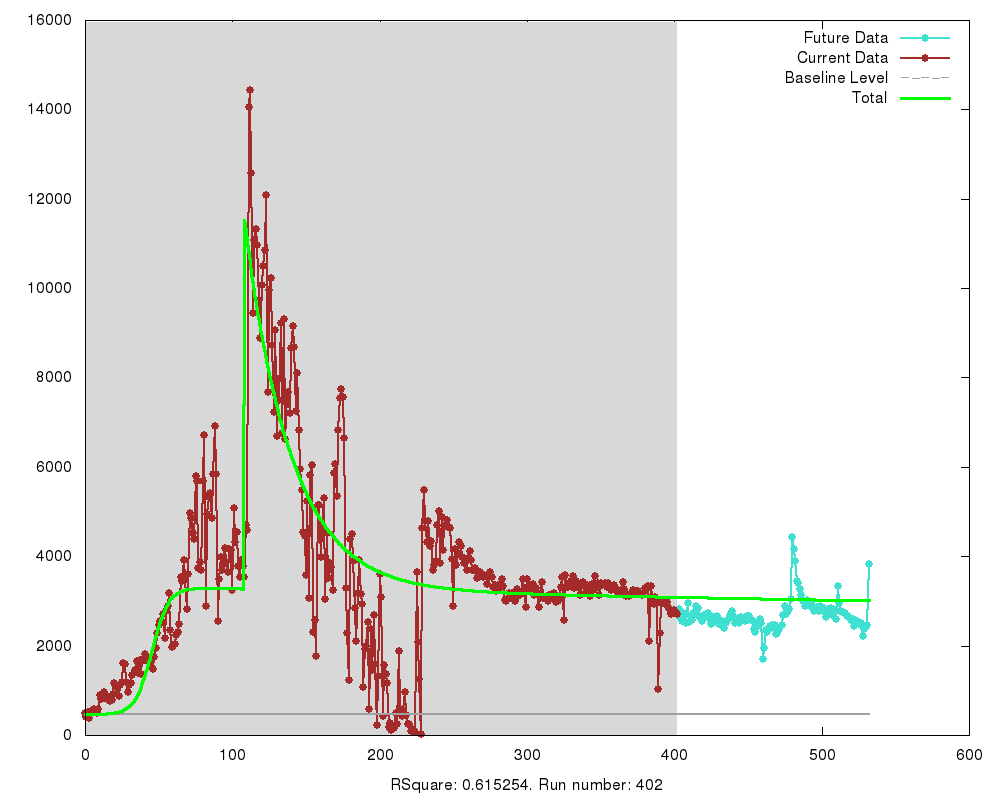 16000
14000
12000
10000
8000
6000
4000
2000
0
Future Data
Current Data
Baseline Level
Total
0 100 200 300 400 500 600
RSquare: 0.615254. Run number: 402